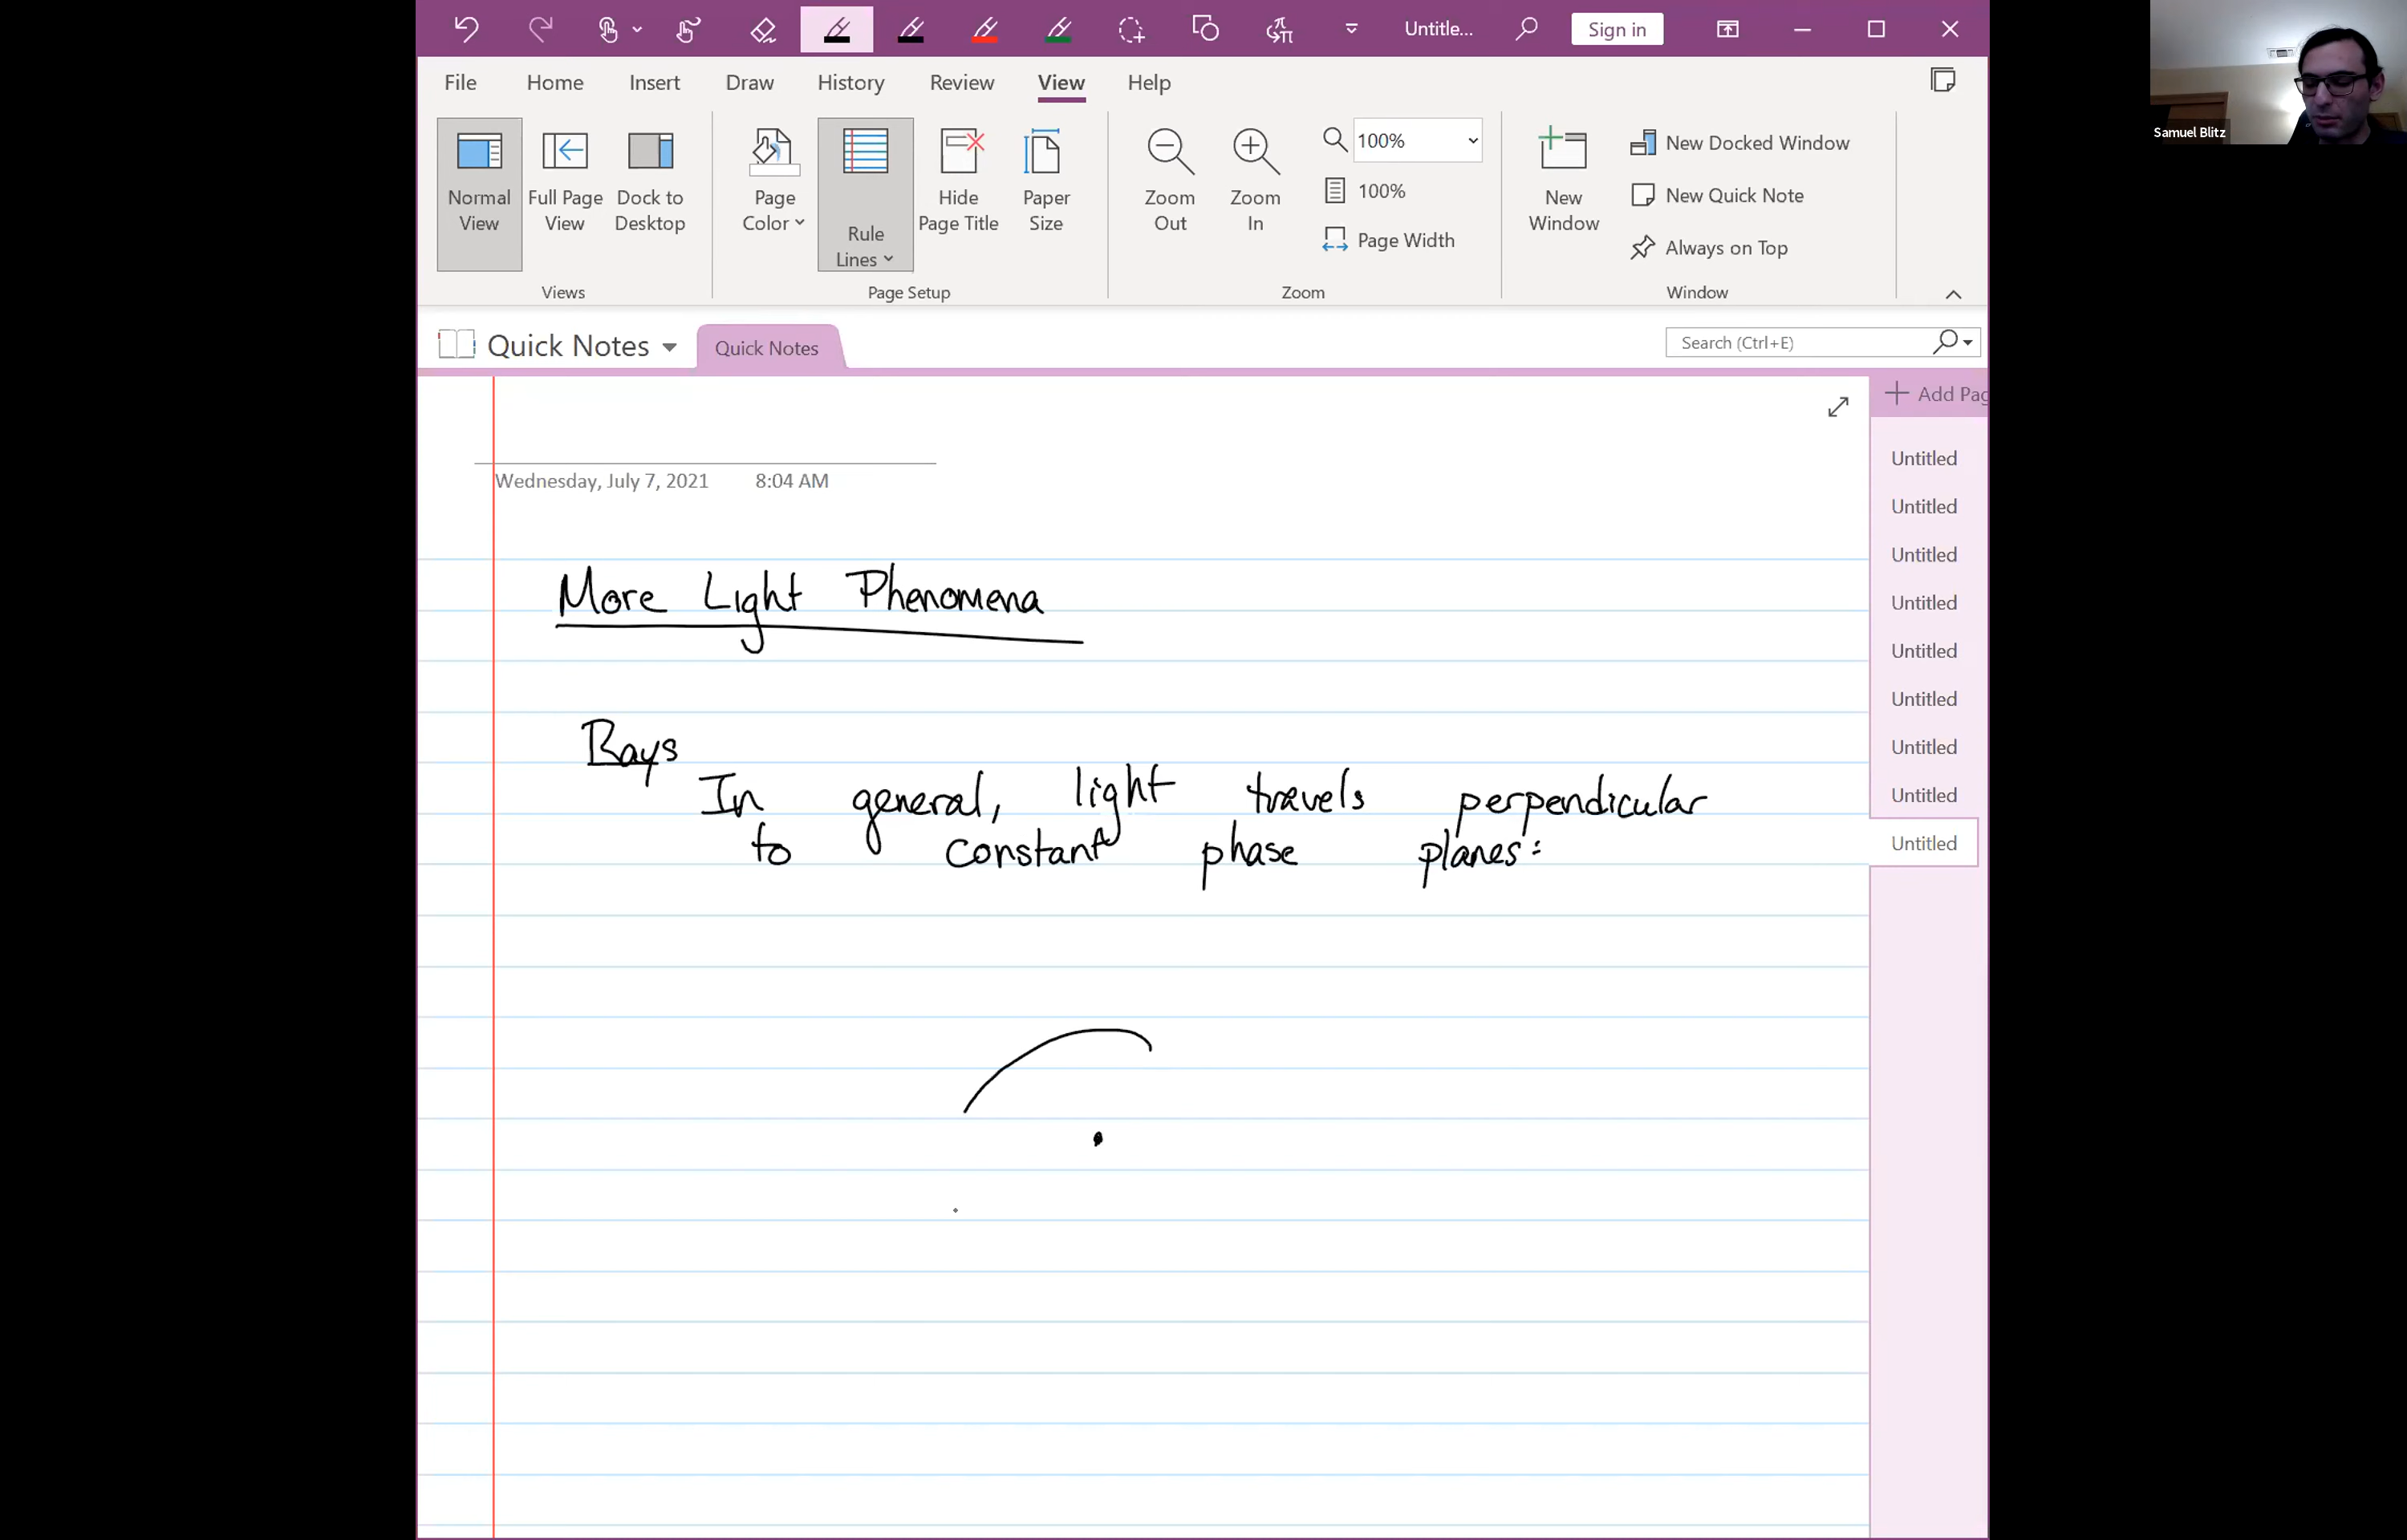 Untitle...
Sign in
File Home Insert Draw History Review View Help
Normal View
Full Page View
Dock to Desktop
Views
Page Color
Rule Lines
Hide Page Title
Paper Size
Page Setup
Zoom Out
Zoom In
100%
100%
Page Width
Zoom
New Window
New Docked Window
New Quick Note
Always on Top
Window
Quick Notes
Quick Notes
Search (Ctrl+E)
Add Pag
Untitled
Untitled
Untitled
Untitled
Untitled
Untitled
Untitled
Untitled
Untitled
Wednesday, July 7, 2021 8:04 AM
More Light Phenomena
Rays
In general, light travels perpendicular
to constant phase planes:
Samuel Blitz